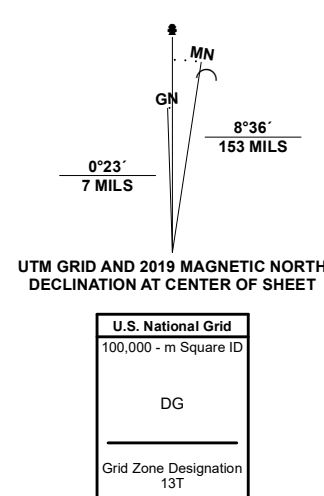 MN
GN
8°36´
153 MILS
0°23´
7 MILS
UTM GRID AND 2019 MAGNETIC NORTH
DECLINATION AT CENTER OF SHEET
U.S. National Grid
100,000 - m Square ID
DG
Grid Zone Designation
13T